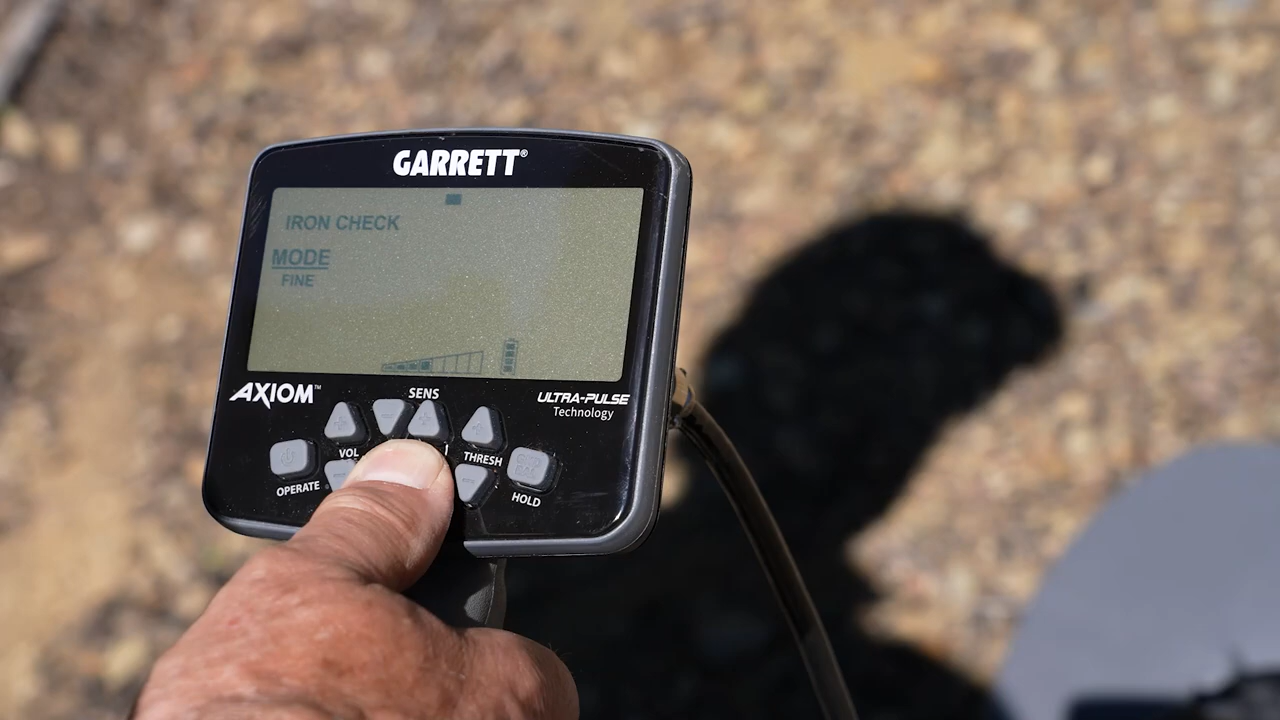 GARRETT®
IRON CHECK
MODE
FINE
AXIOM™
SENS
ULTRA-PULSE
Technology
VOL
THRESH
OPERATE
HOLD